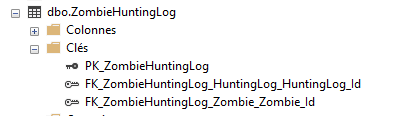 dbo.ZombieHuntingLog
Colonnes
Clés
PK_ZombieHuntingLog
FK_ZombieHuntingLog_HuntingLog_HuntingLog_Id
FK_ZombieHuntingLog_Zombie_Zombie_Id